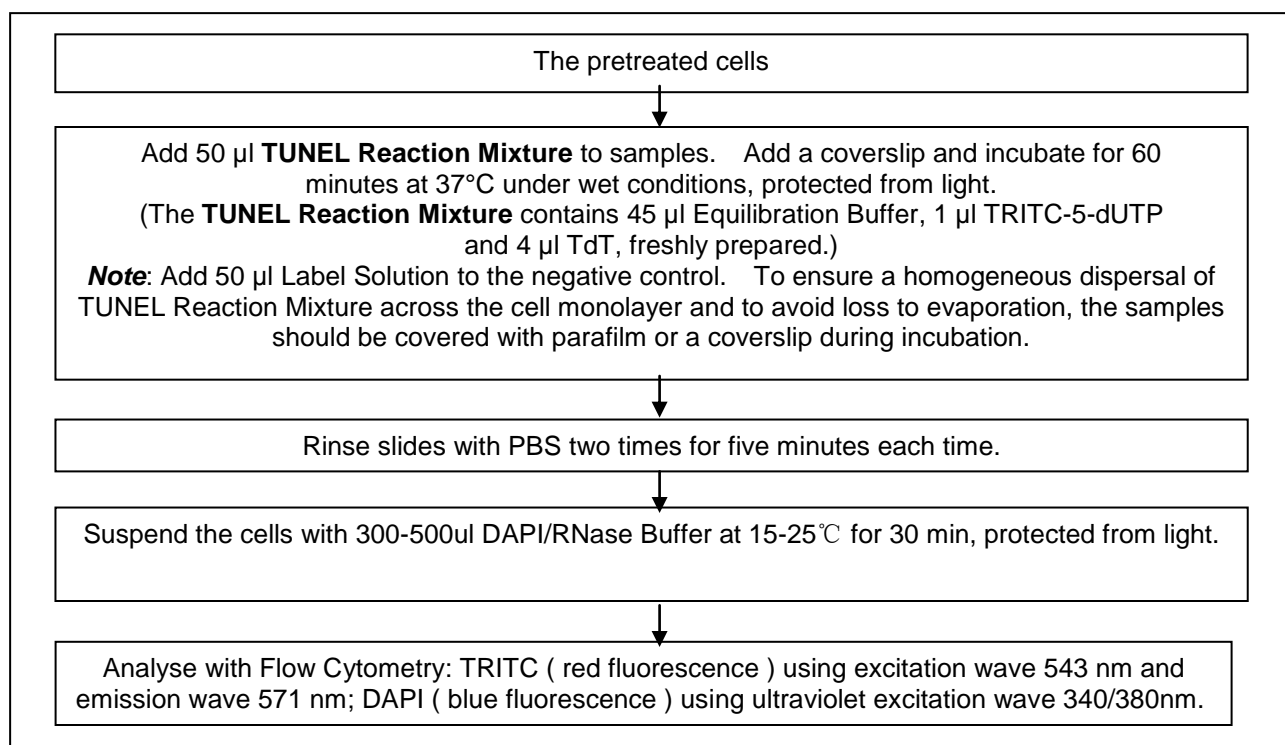 The pretreated cells
Add 50 µl TUNEL Reaction Mixture to samples. Add a coverslip and incubate for 60
minutes at 37°C under wet conditions, protected from light.
(The TUNEL Reaction Mixture contains 45 µl Equilibration Buffer, 1 µl TRITC-5-dUTP
and 4 µl TdT, freshly prepared.)
Note: Add 50 µl Label Solution to the negative control. To ensure a homogeneous dispersal of
TUNEL Reaction Mixture across the cell monolayer and to avoid loss to evaporation, the samples
should be covered with parafilm or a coverslip during incubation.
Rinse slides with PBS two times for five minutes each time.
Suspend the cells with 300-500ul DAPI/RNase Buffer at 15-25℃ for 30 min, protected from light.
Analyse with Flow Cytometry: TRITC ( red fluorescence ) using excitation wave 543 nm and
emission wave 571 nm; DAPI ( blue fluorescence ) using ultraviolet excitation wave 340/380nm.